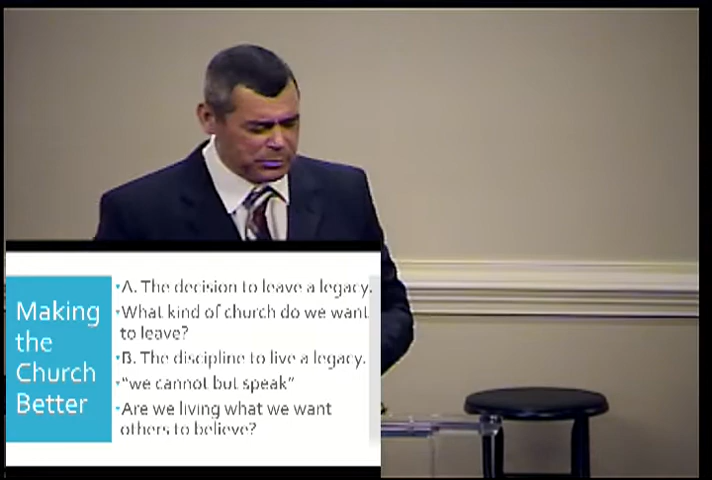 Making
the
Church
Better
•A. The decision to leave a legacy.
•What kind of church do we want
to leave?
•B. The discipline to live a legacy.
•“we cannot but speak”
•Are we living what we want
others to believe?